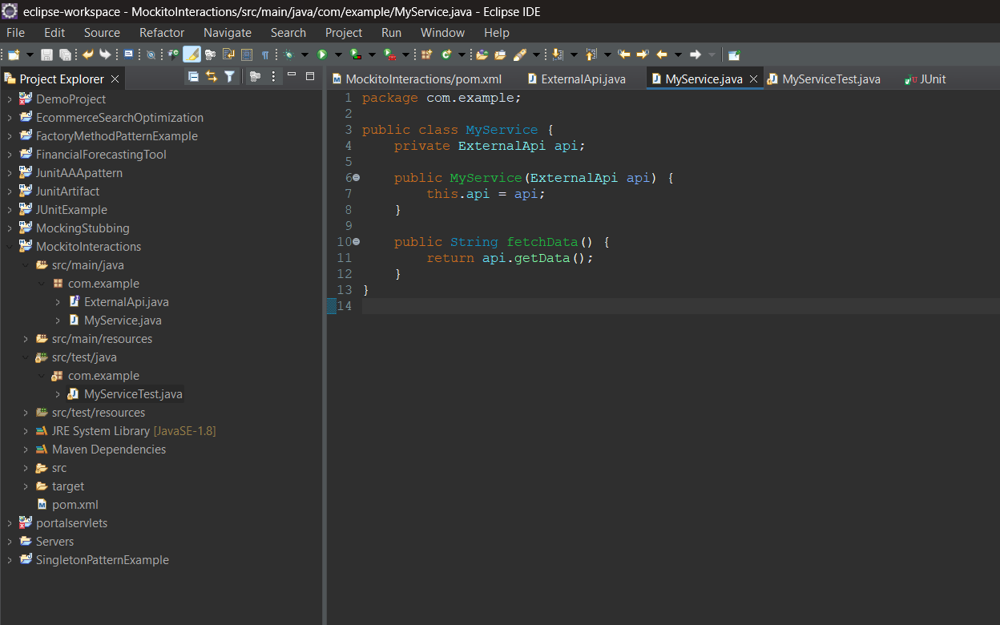 eclipse-workspace - MockitoInteractions/src/main/java/com/example/MyService.java - Eclipse IDE
File Edit Source Refactor Navigate Search Project Run Window Help
Project Explorer
DemoProject
EcommerceSearchOptimization
FactoryMethodPatternExample
FinancialForecastingTool
JunitAAApattern
JunitArtifact
JUnitExample
MockingStubbing
MockitoInteractions
src/main/java
com.example
ExternalApi.java
MyService.java
src/main/resources
src/test/java
com.example
MyServiceTest.java
src/test/resources
JRE System Library [JavaSE-1.8]
Maven Dependencies
src
target
pom.xml
portalservlets
Servers
SingletonPatternExample
MockitoInteractions/pom.xml ExternalApi.java MyService.java MyServiceTest.java JUnit
1 package com.example;
2
3 public class MyService {
4     private ExternalApi api;
5
6     public MyService(ExternalApi api) {
7         this.api = api;
8     }
9
10     public String fetchData() {
11         return api.getData();
12     }
13 }
14